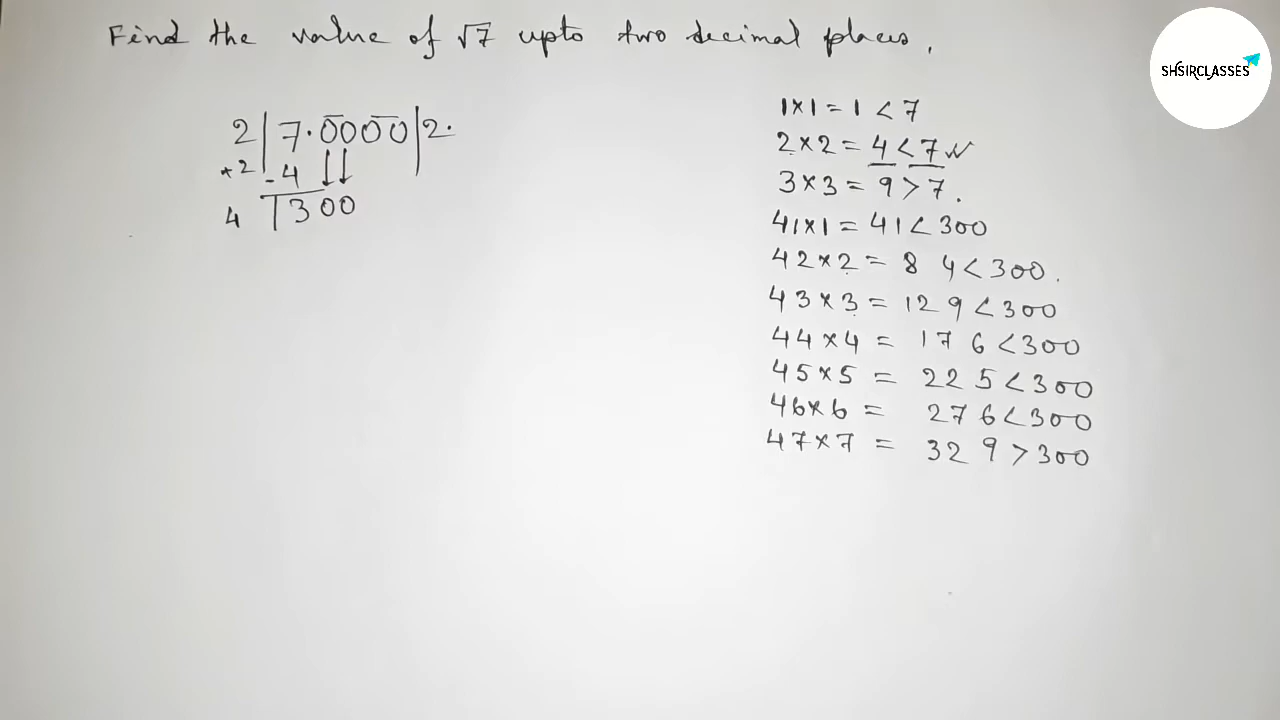 Find the value of √7 upto two decimal places.
SHSIRCLASSES
2 | 7.0000 | 2.
+2 -4
4 300
1×1 = 1 < 7
2×2 = 4 < 7 ✓
3×3 = 9 > 7.
41×1 = 41 < 300
42×2 = 84 < 300.
43×3 = 129 < 300
44×4 = 176 < 300
45×5 = 225 < 300
46×6 = 276 < 300
47×7 = 329 > 300